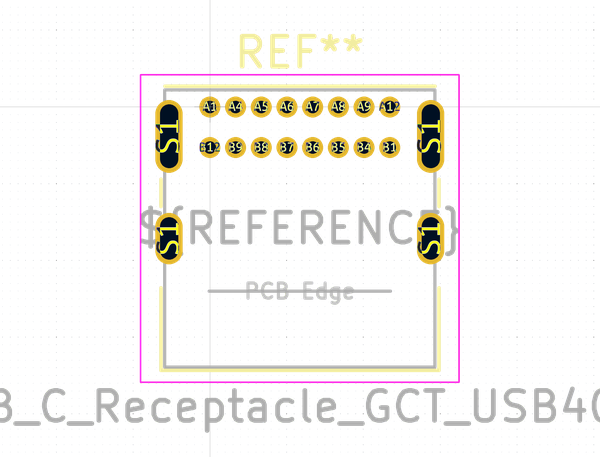 REF**
A1 A4 A5 A6 A7 A8 A9 A12
S1 S1
B12 B9 B8 B7 B6 B5 B4 B1
${REFERENCE}
S1 S1
PCB Edge
B_C_Receptacle_GCT_USB40